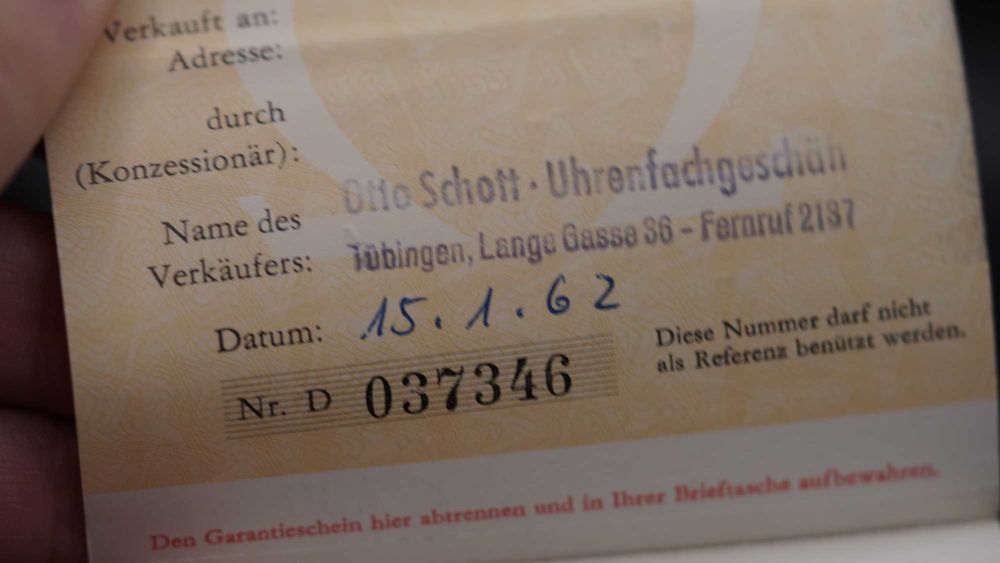 Verkauft an:
Adresse:
durch
(Konzessionär):
Name des
Verkäufers:
Otto Schott · Uhrenfachgeschäft
Tübingen, Lange Gasse 36 - Fernruf 2187
Datum: 15.1.62
Nr. D 037346
Diese Nummer darf nicht
als Referenz benützt werden.
Den Garantieschein hier abtrennen und in Ihrer Brieftasche aufbewahren.